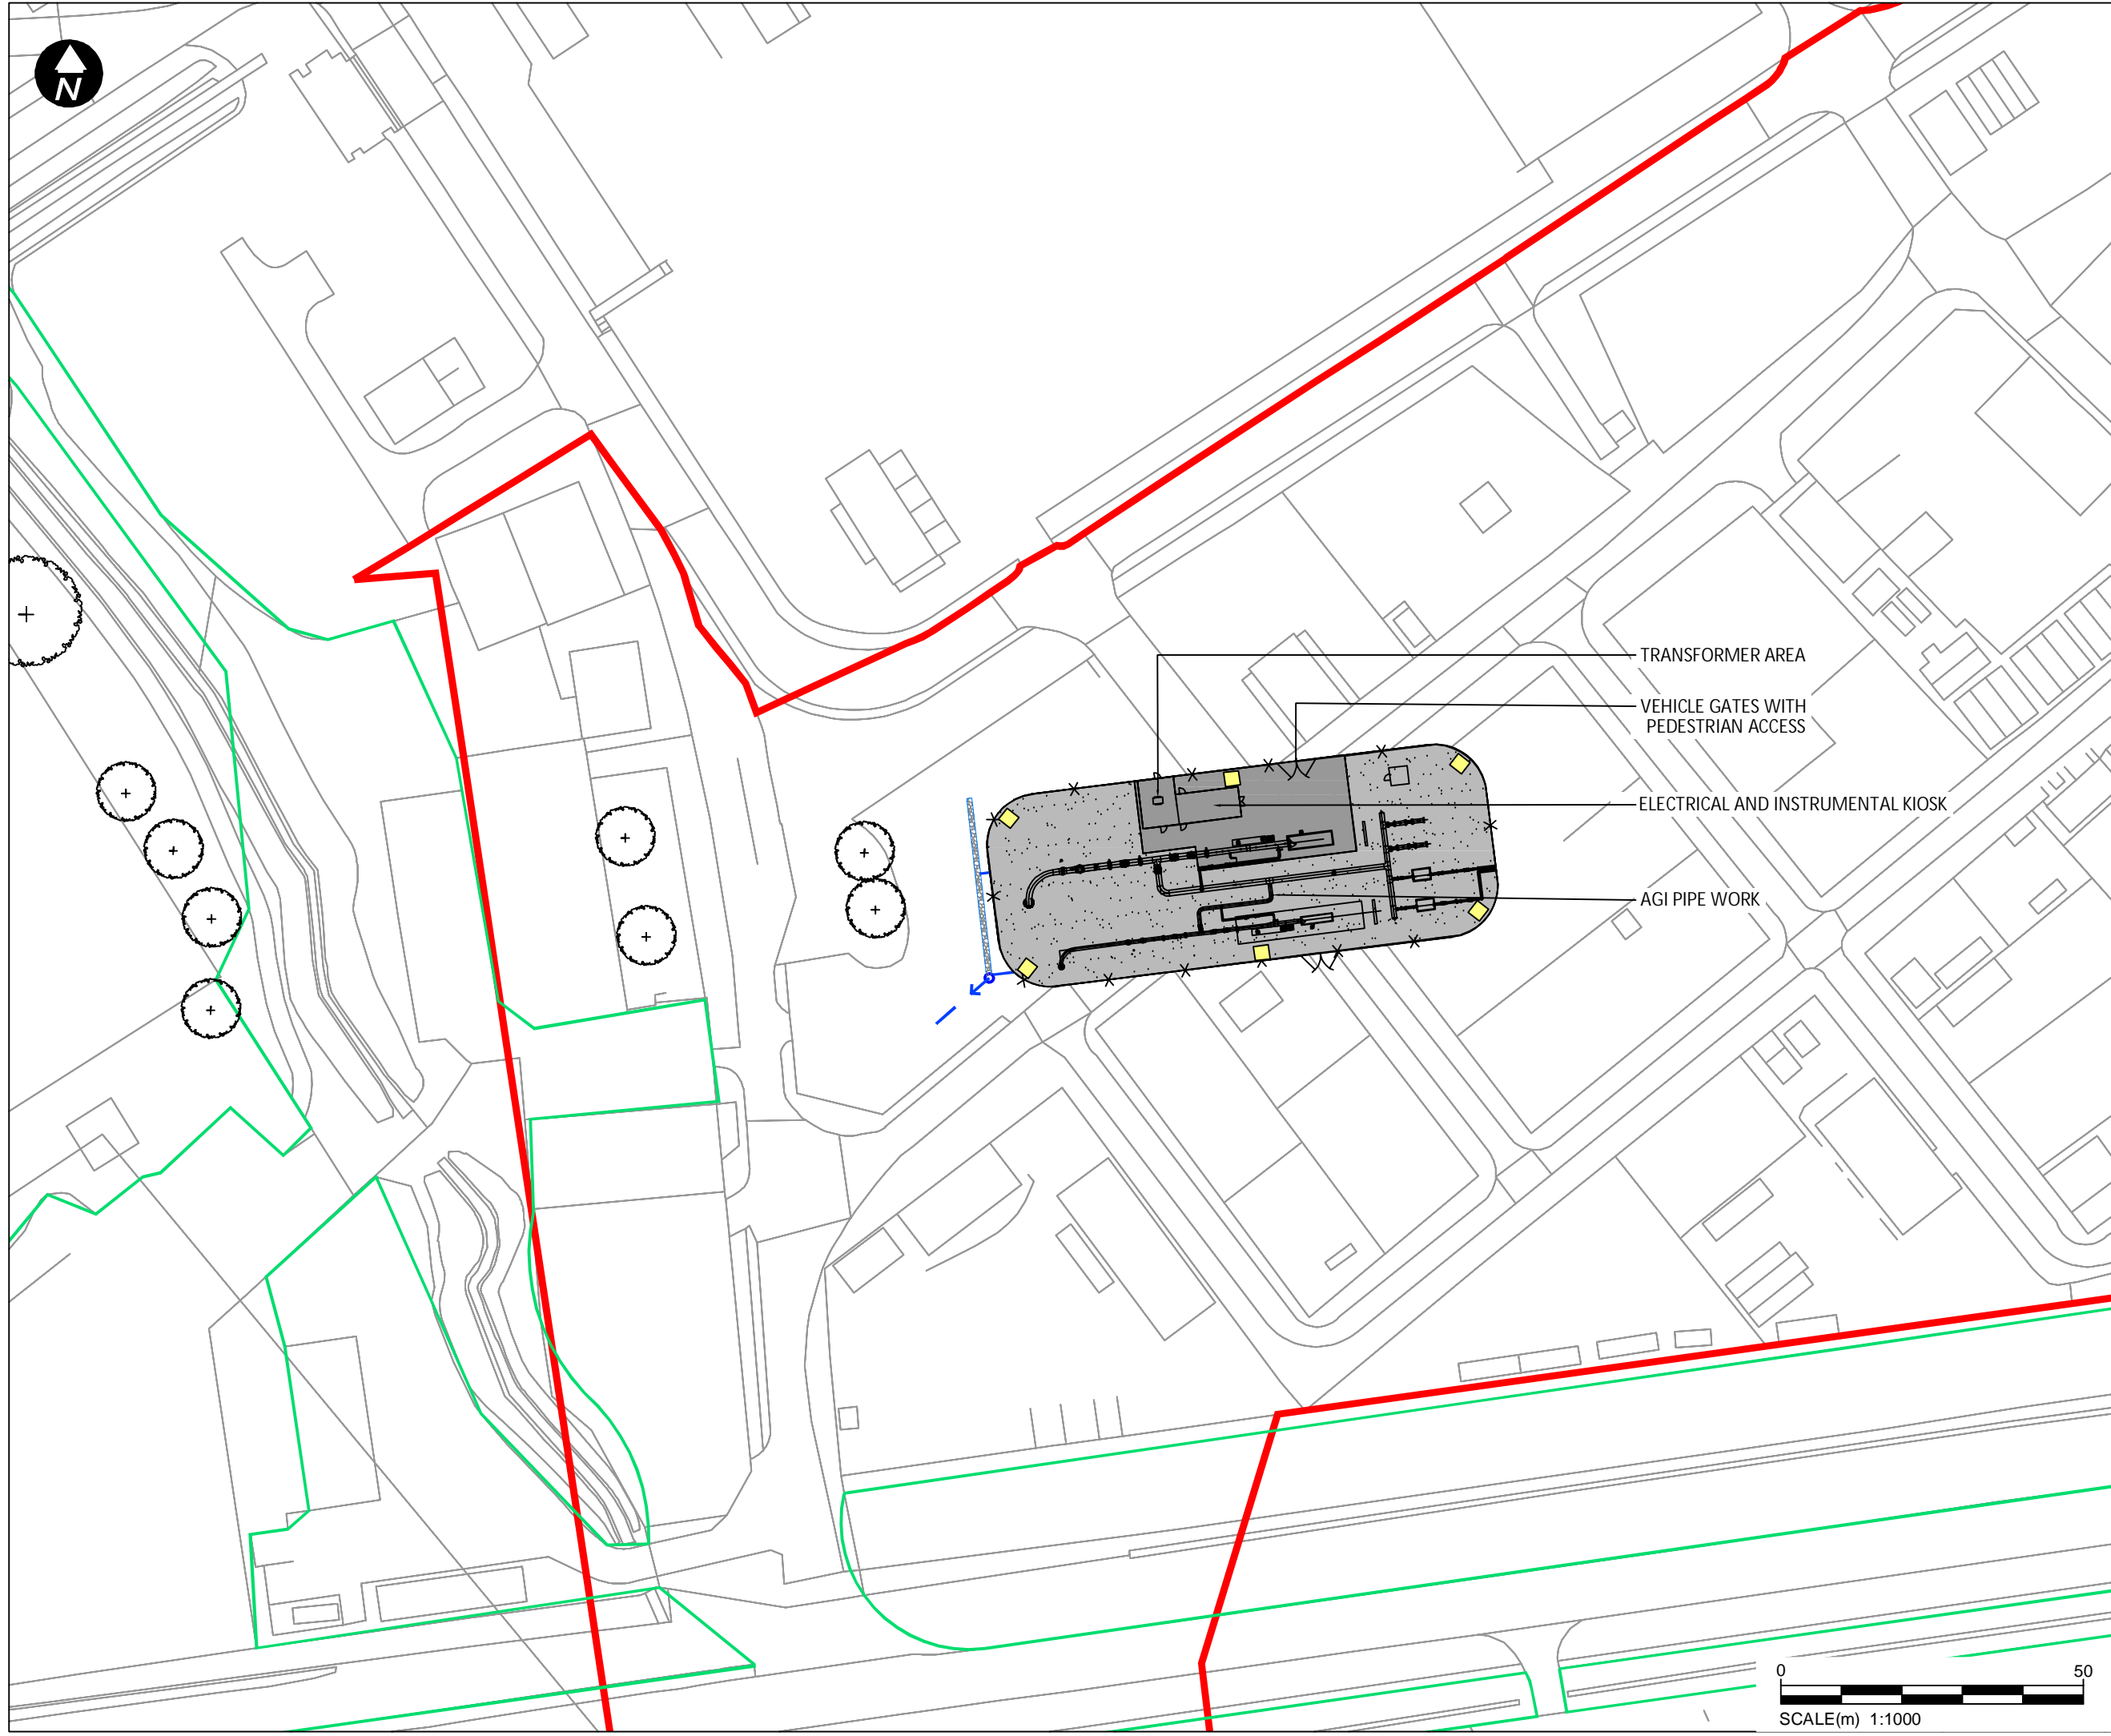 N
TRANSFORMER AREA
VEHICLE GATES WITH
PEDESTRIAN ACCESS
ELECTRICAL AND INSTRUMENTAL KIOSK
AGI PIPE WORK
0 50
SCALE(m) 1:1000